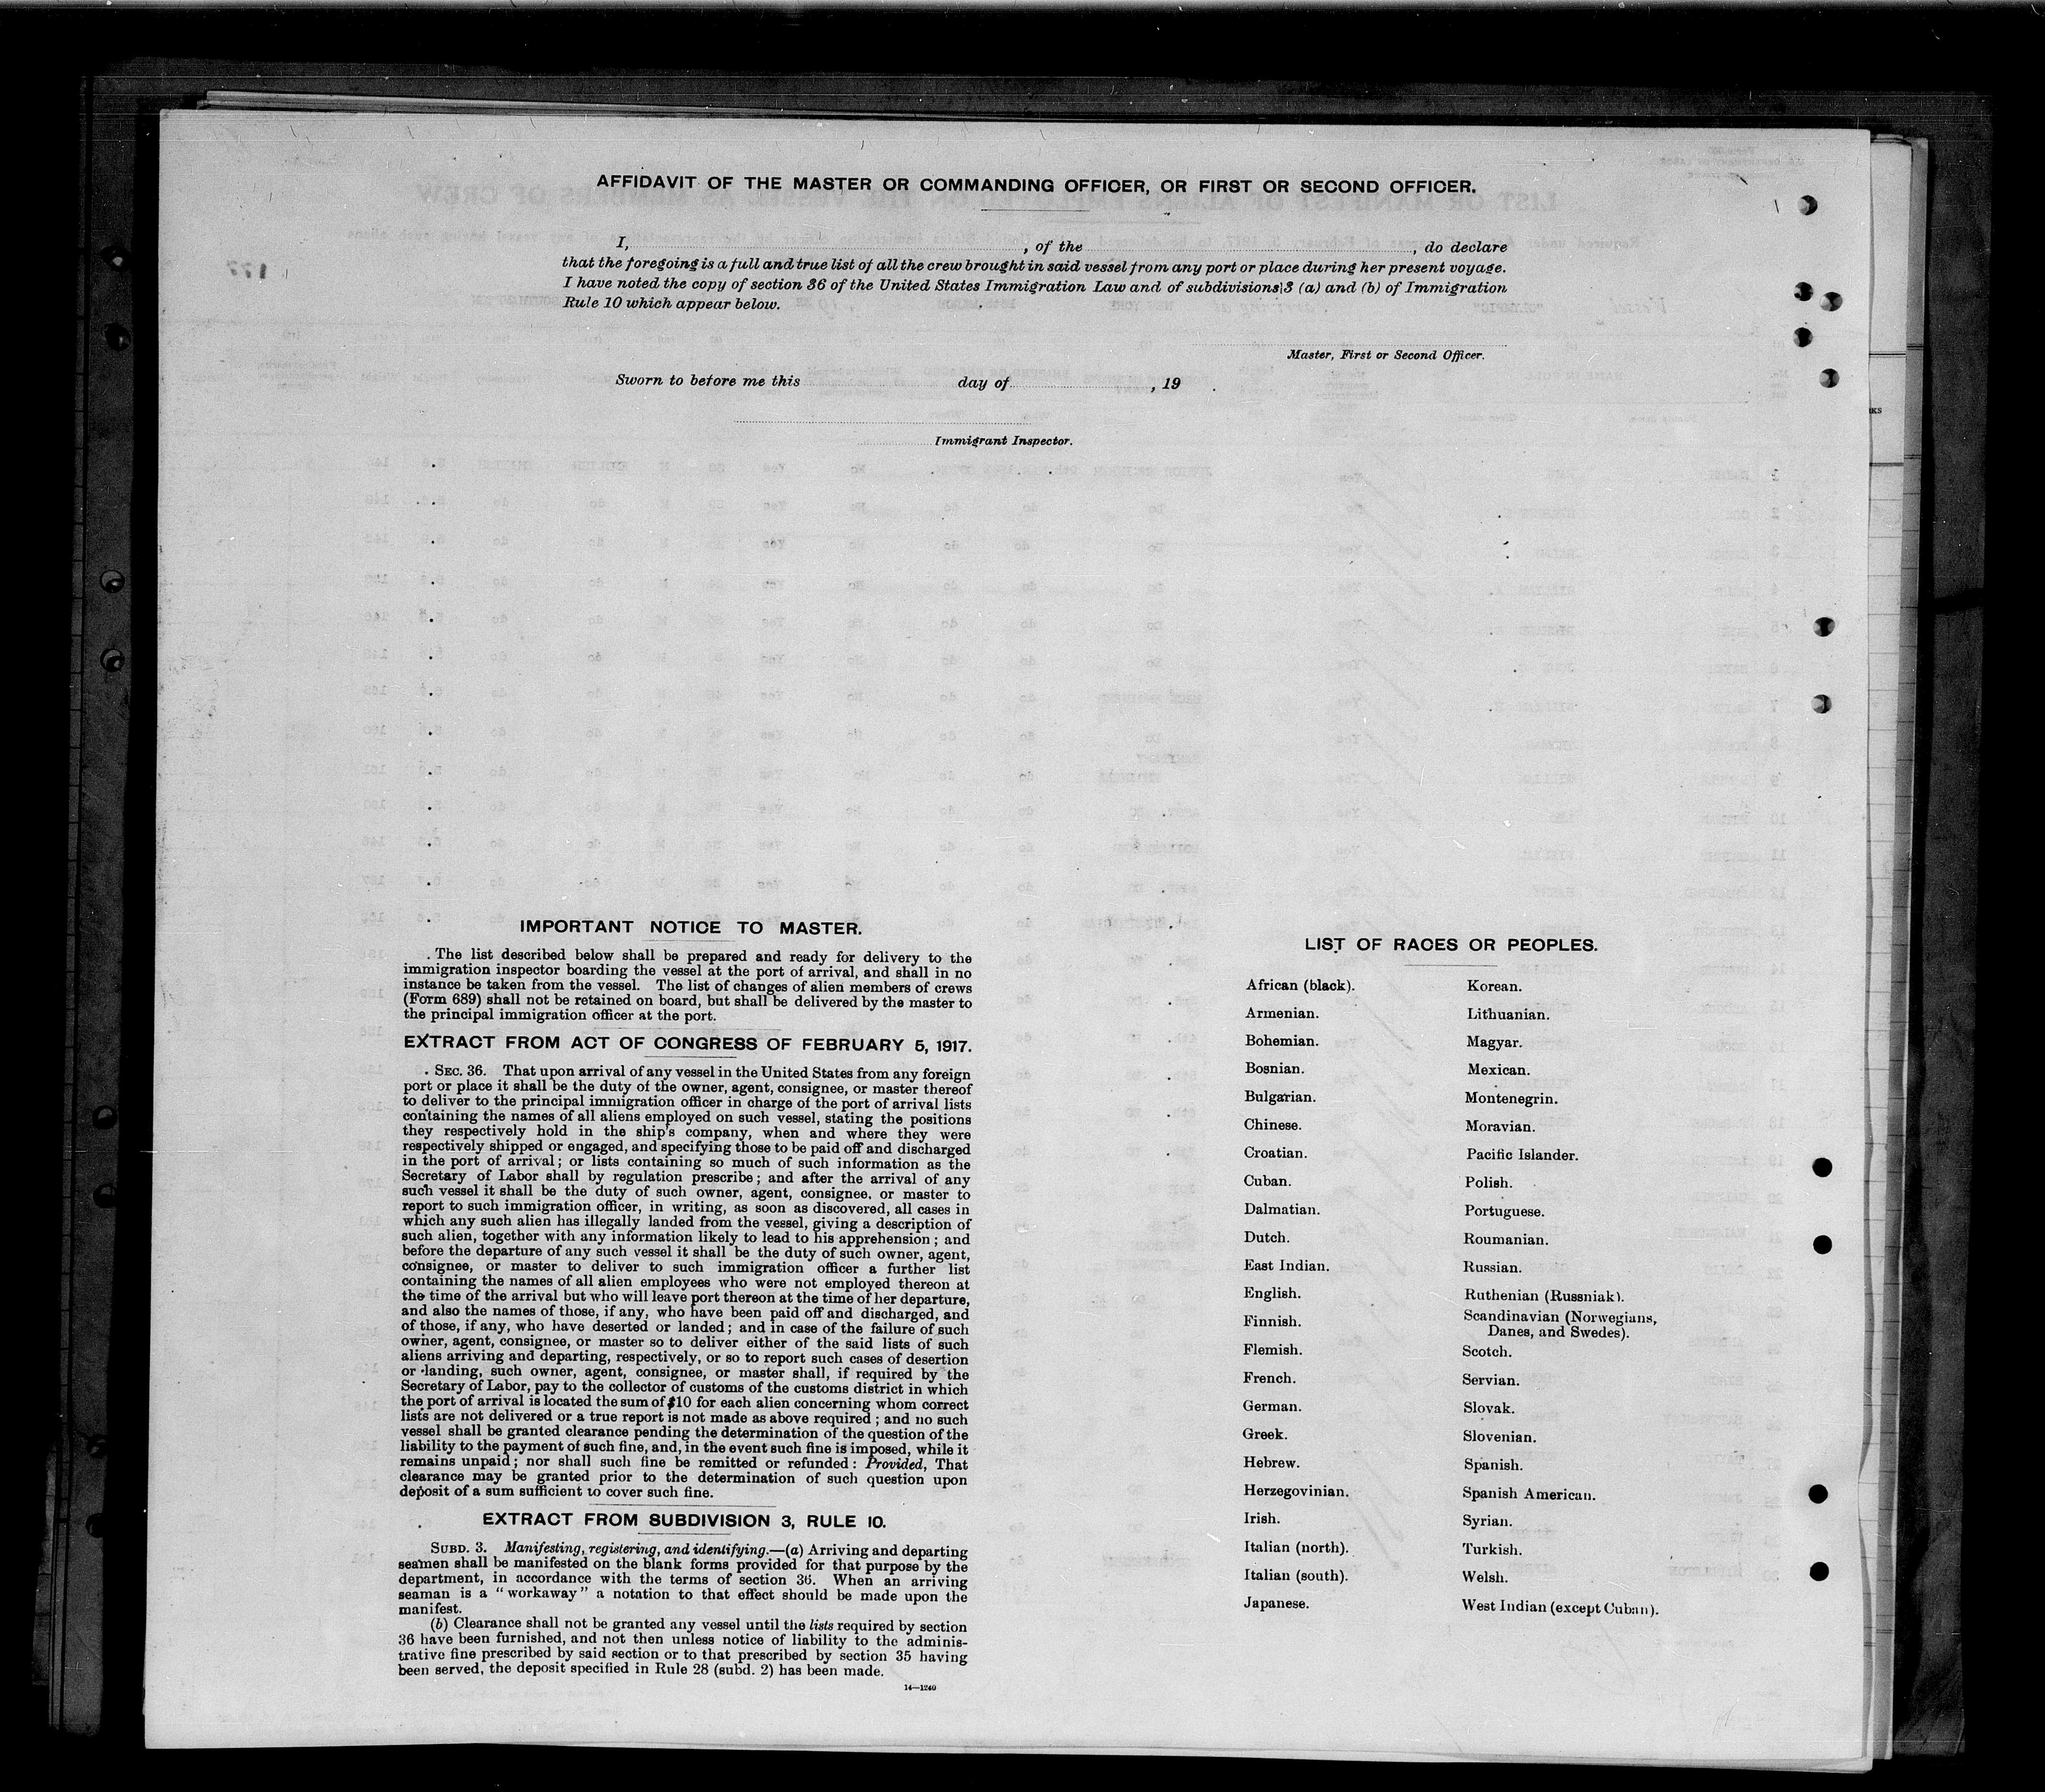 AFFIDAVIT OF THE MASTER OR COMMANDING OFFICER, OR FIRST OR SECOND OFFICER.
I, , of the , do declare
that the foregoing is a full and true list of all the crew brought in said vessel from any port or place during her present voyage.
I have noted the copy of section 36 of the United States Immigration Law and of subdivisions 3 (a) and (b) of Immigration
Rule 10 which appear below.
Master, First or Second Officer.
Sworn to before me this day of , 19 .
Immigrant Inspector.
IMPORTANT NOTICE TO MASTER.
The list described below shall be prepared and ready for delivery to the
immigration inspector boarding the vessel at the port of arrival, and shall in no
instance be taken from the vessel. The list of changes of alien members of crews
(Form 689) shall not be retained on board, but shall be delivered by the master to
the principal immigration officer at the port.
EXTRACT FROM ACT OF CONGRESS OF FEBRUARY 5, 1917.
SEC. 36. That upon arrival of any vessel in the United States from any foreign
port or place it shall be the duty of the owner, agent, consignee, or master thereof
to deliver to the principal immigration officer in charge of the port of arrival lists
containing the names of all aliens employed on such vessel, stating the positions
they respectively hold in the ship's company, when and where they were
respectively shipped or engaged, and specifying those to be paid off and discharged
in the port of arrival; or lists containing so much of such information as the
Secretary of Labor shall by regulation prescribe; and after the arrival of any
such vessel it shall be the duty of such owner, agent, consignee, or master to
report to such immigration officer, in writing, as soon as discovered, all cases in
which any such alien has illegally landed from the vessel, giving a description of
such alien, together with any information likely to lead to his apprehension; and
before the departure of any such vessel it shall be the duty of such owner, agent,
consignee, or master to deliver to such immigration officer a further list
containing the names of all alien employees who were not employed thereon at
the time of the arrival but who will leave port thereon at the time of her departure,
and also the names of those, if any, who have been paid off and discharged, and
of those, if any, who have deserted or landed; and in case of the failure of such
owner, agent, consignee, or master so to deliver either of the said lists of such
aliens arriving and departing, respectively, or so to report such cases of desertion
or landing, such owner, agent, consignee, or master shall, if required by the
Secretary of Labor, pay to the collector of customs of the customs district in which
the port of arrival is located the sum of $10 for each alien concerning whom correct
lists are not delivered or a true report is not made as above required; and no such
vessel shall be granted clearance pending the determination of the question of the
liability to the payment of such fine, and, in the event such fine is imposed, while it
remains unpaid; nor shall such fine be remitted or refunded: Provided, That
clearance may be granted prior to the determination of such question upon
deposit of a sum sufficient to cover such fine.
EXTRACT FROM SUBDIVISION 3, RULE 10.
SUBD. 3. Manifesting, registering, and identifying.—(a) Arriving and departing
seamen shall be manifested on the blank forms provided for that purpose by the
department, in accordance with the terms of section 36. When an arriving
seaman is a "workaway" a notation to that effect should be made upon the
manifest.
(b) Clearance shall not be granted any vessel until the lists required by section
36 have been furnished, and not then unless notice of liability to the adminis-
trative fine prescribed by said section or to that prescribed by section 35 having
been served, the deposit specified in Rule 28 (subd. 2) has been made.
14—1240
LIST OF RACES OR PEOPLES.
African (black).
Armenian.
Bohemian.
Bosnian.
Bulgarian.
Chinese.
Croatian.
Cuban.
Dalmatian.
Dutch.
East Indian.
English.
Finnish.
Flemish.
French.
German.
Greek.
Hebrew.
Herzegovinian.
Irish.
Italian (north).
Italian (south).
Japanese.
Korean.
Lithuanian.
Magyar.
Mexican.
Montenegrin.
Moravian.
Pacific Islander.
Polish.
Portuguese.
Roumanian.
Russian.
Ruthenian (Russniak).
Scandinavian (Norwegians,
Danes, and Swedes).
Scotch.
Servian.
Slovak.
Slovenian.
Spanish.
Spanish American.
Syrian.
Turkish.
Welsh.
West Indian (except Cuban).